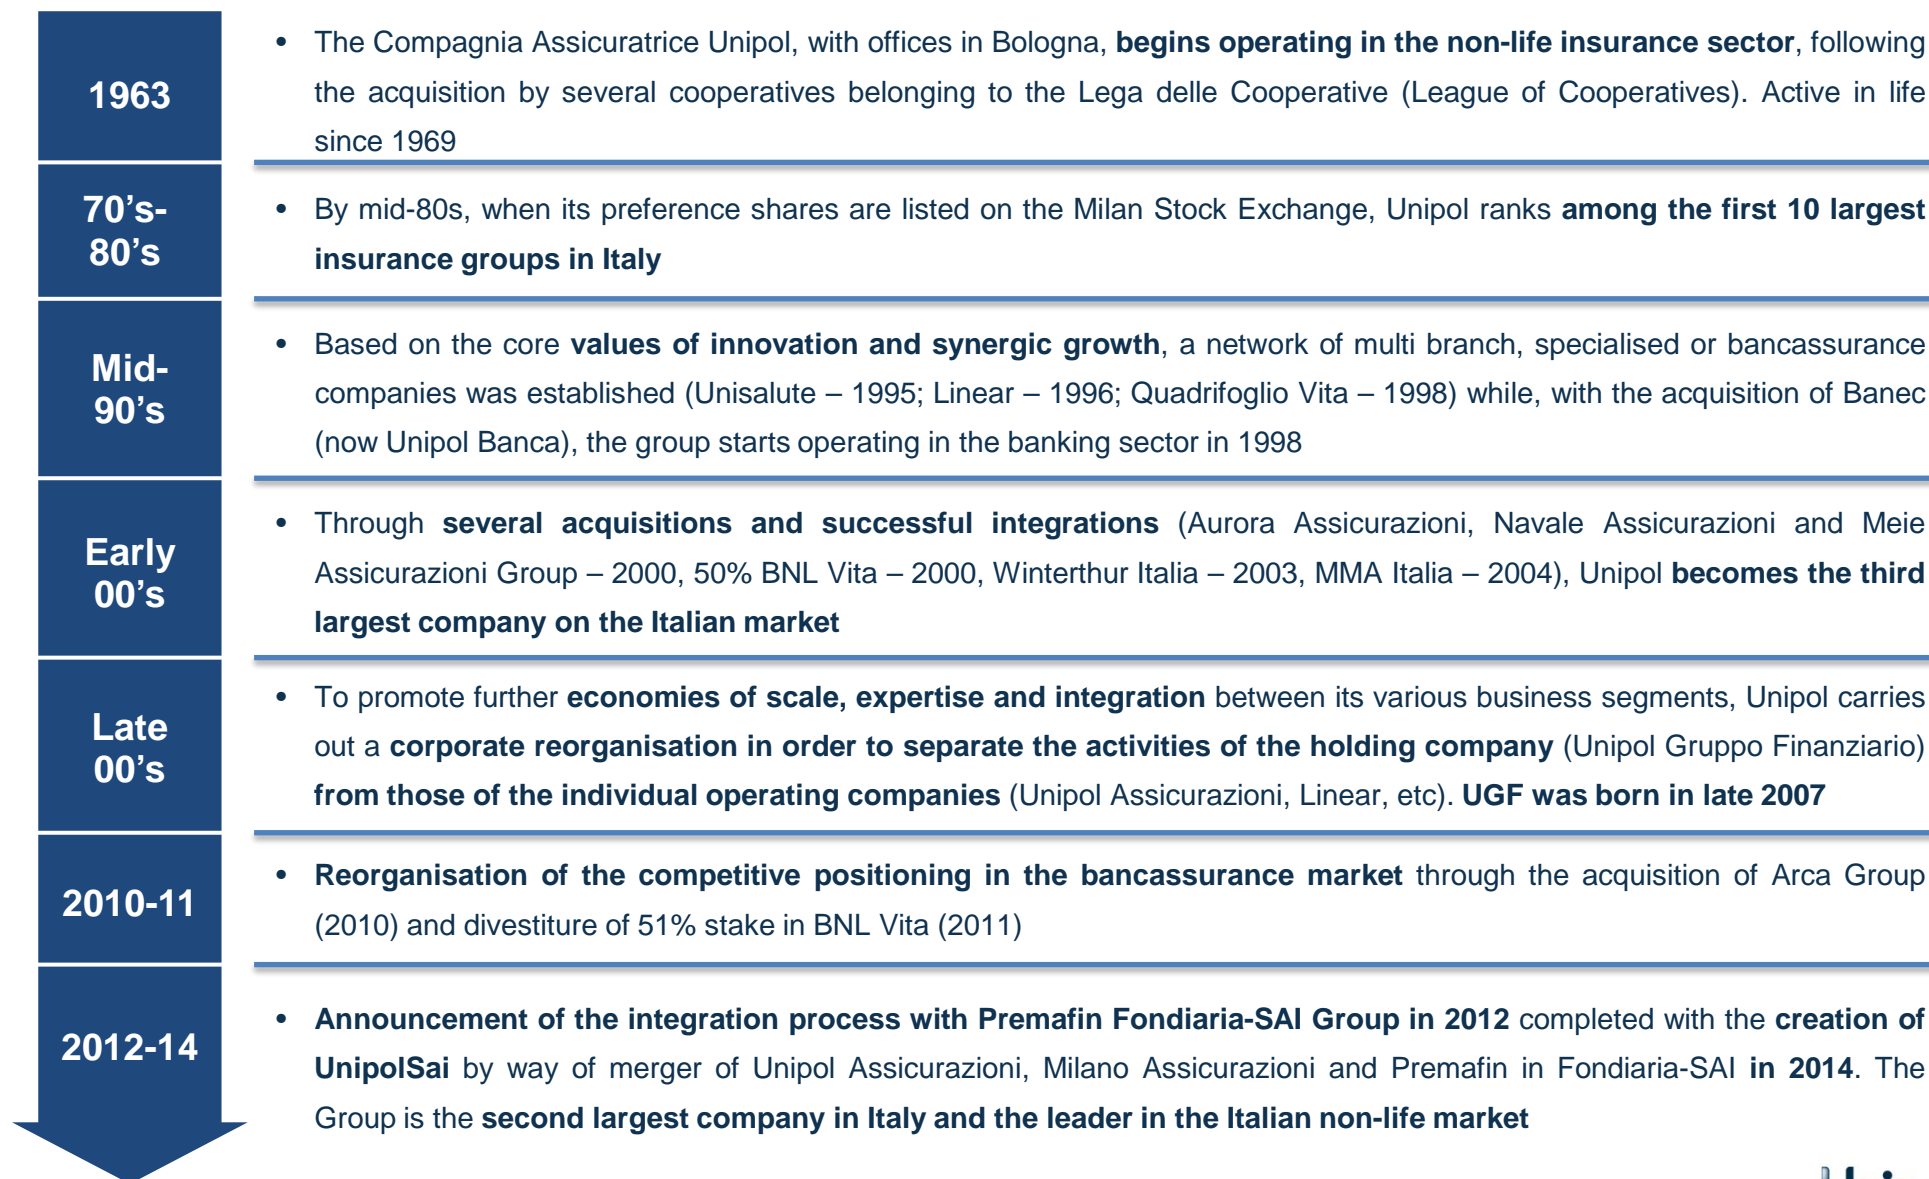 1963
• The Compagnia Assicuratrice Unipol, with offices in Bologna, begins operating in the non-life insurance sector, following
the acquisition by several cooperatives belonging to the Lega delle Cooperative (League of Cooperatives). Active in life
since 1969
70’s-
80’s
• By mid-80s, when its preference shares are listed on the Milan Stock Exchange, Unipol ranks among the first 10 largest
insurance groups in Italy
Mid-
90’s
• Based on the core values of innovation and synergic growth, a network of multi branch, specialised or bancassurance
companies was established (Unisalute – 1995; Linear – 1996; Quadrifoglio Vita – 1998) while, with the acquisition of Banec
(now Unipol Banca), the group starts operating in the banking sector in 1998
Early
00’s
• Through several acquisitions and successful integrations (Aurora Assicurazioni, Navale Assicurazioni and Meie
Assicurazioni Group – 2000, 50% BNL Vita – 2000, Winterthur Italia – 2003, MMA Italia – 2004), Unipol becomes the third
largest company on the Italian market
Late
00’s
• To promote further economies of scale, expertise and integration between its various business segments, Unipol carries
out a corporate reorganisation in order to separate the activities of the holding company (Unipol Gruppo Finanziario)
from those of the individual operating companies (Unipol Assicurazioni, Linear, etc). UGF was born in late 2007
2010-11
• Reorganisation of the competitive positioning in the bancassurance market through the acquisition of Arca Group
(2010) and divestiture of 51% stake in BNL Vita (2011)
2012-14
• Announcement of the integration process with Premafin Fondiaria-SAI Group in 2012 completed with the creation of
UnipolSai by way of merger of Unipol Assicurazioni, Milano Assicurazioni and Premafin in Fondiaria-SAI in 2014. The
Group is the second largest company in Italy and the leader in the Italian non-life market